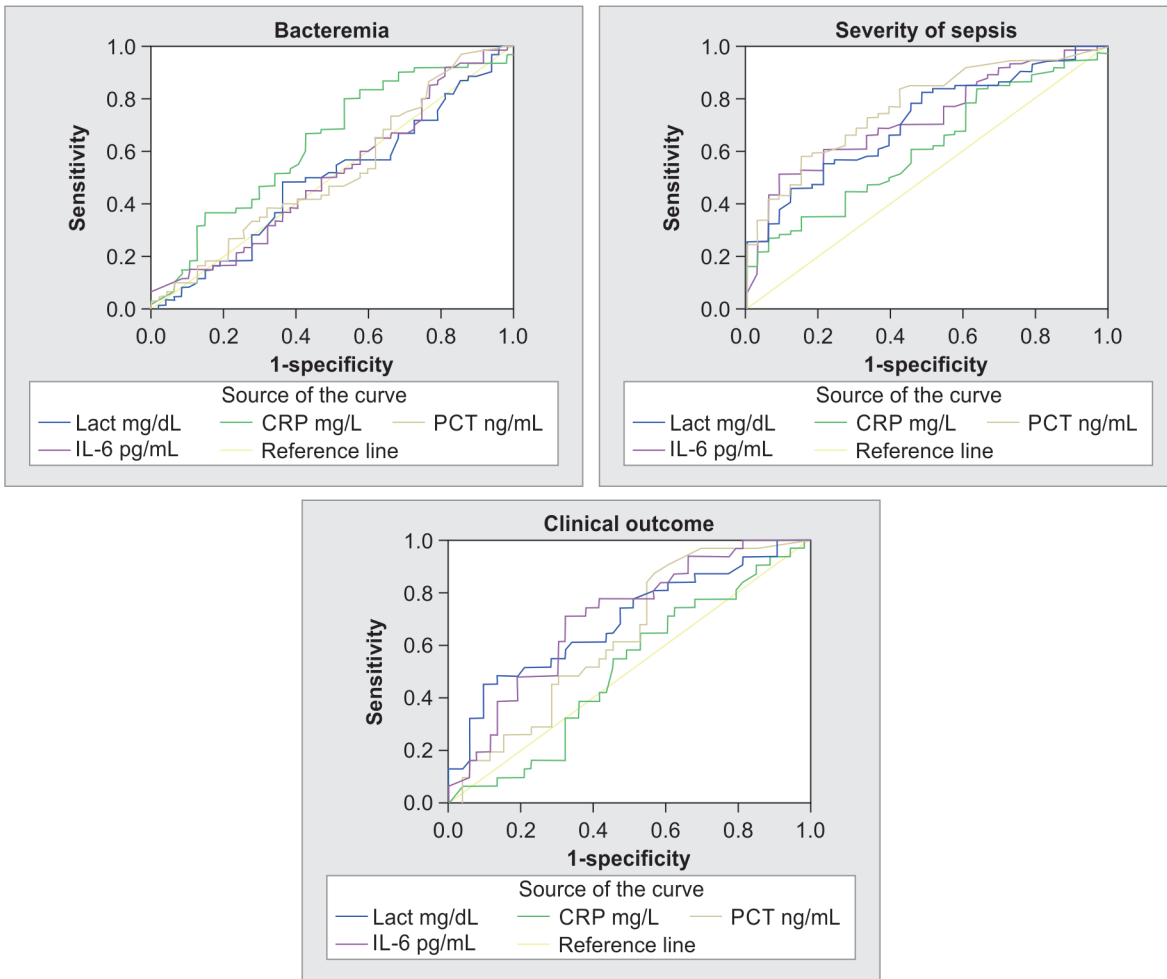 Bacteremia
Sensitivity
1.0
0.8
0.6
0.4
0.2
0.0
0.0 0.2 0.4 0.6 0.8 1.0
1-specificity
Source of the curve
Lact mg/dL CRP mg/L PCT ng/mL
IL-6 pg/mL Reference line
Severity of sepsis
Sensitivity
1.0
0.8
0.6
0.4
0.2
0.0
0.0 0.2 0.4 0.6 0.8 1.0
1-specificity
Source of the curve
Lact mg/dL CRP mg/L PCT ng/mL
IL-6 pg/mL Reference line
Clinical outcome
Sensitivity
1.0
0.8
0.6
0.4
0.2
0.0
0.0 0.2 0.4 0.6 0.8 1.0
1-specificity
Source of the curve
Lact mg/dL CRP mg/L PCT ng/mL
IL-6 pg/mL Reference line